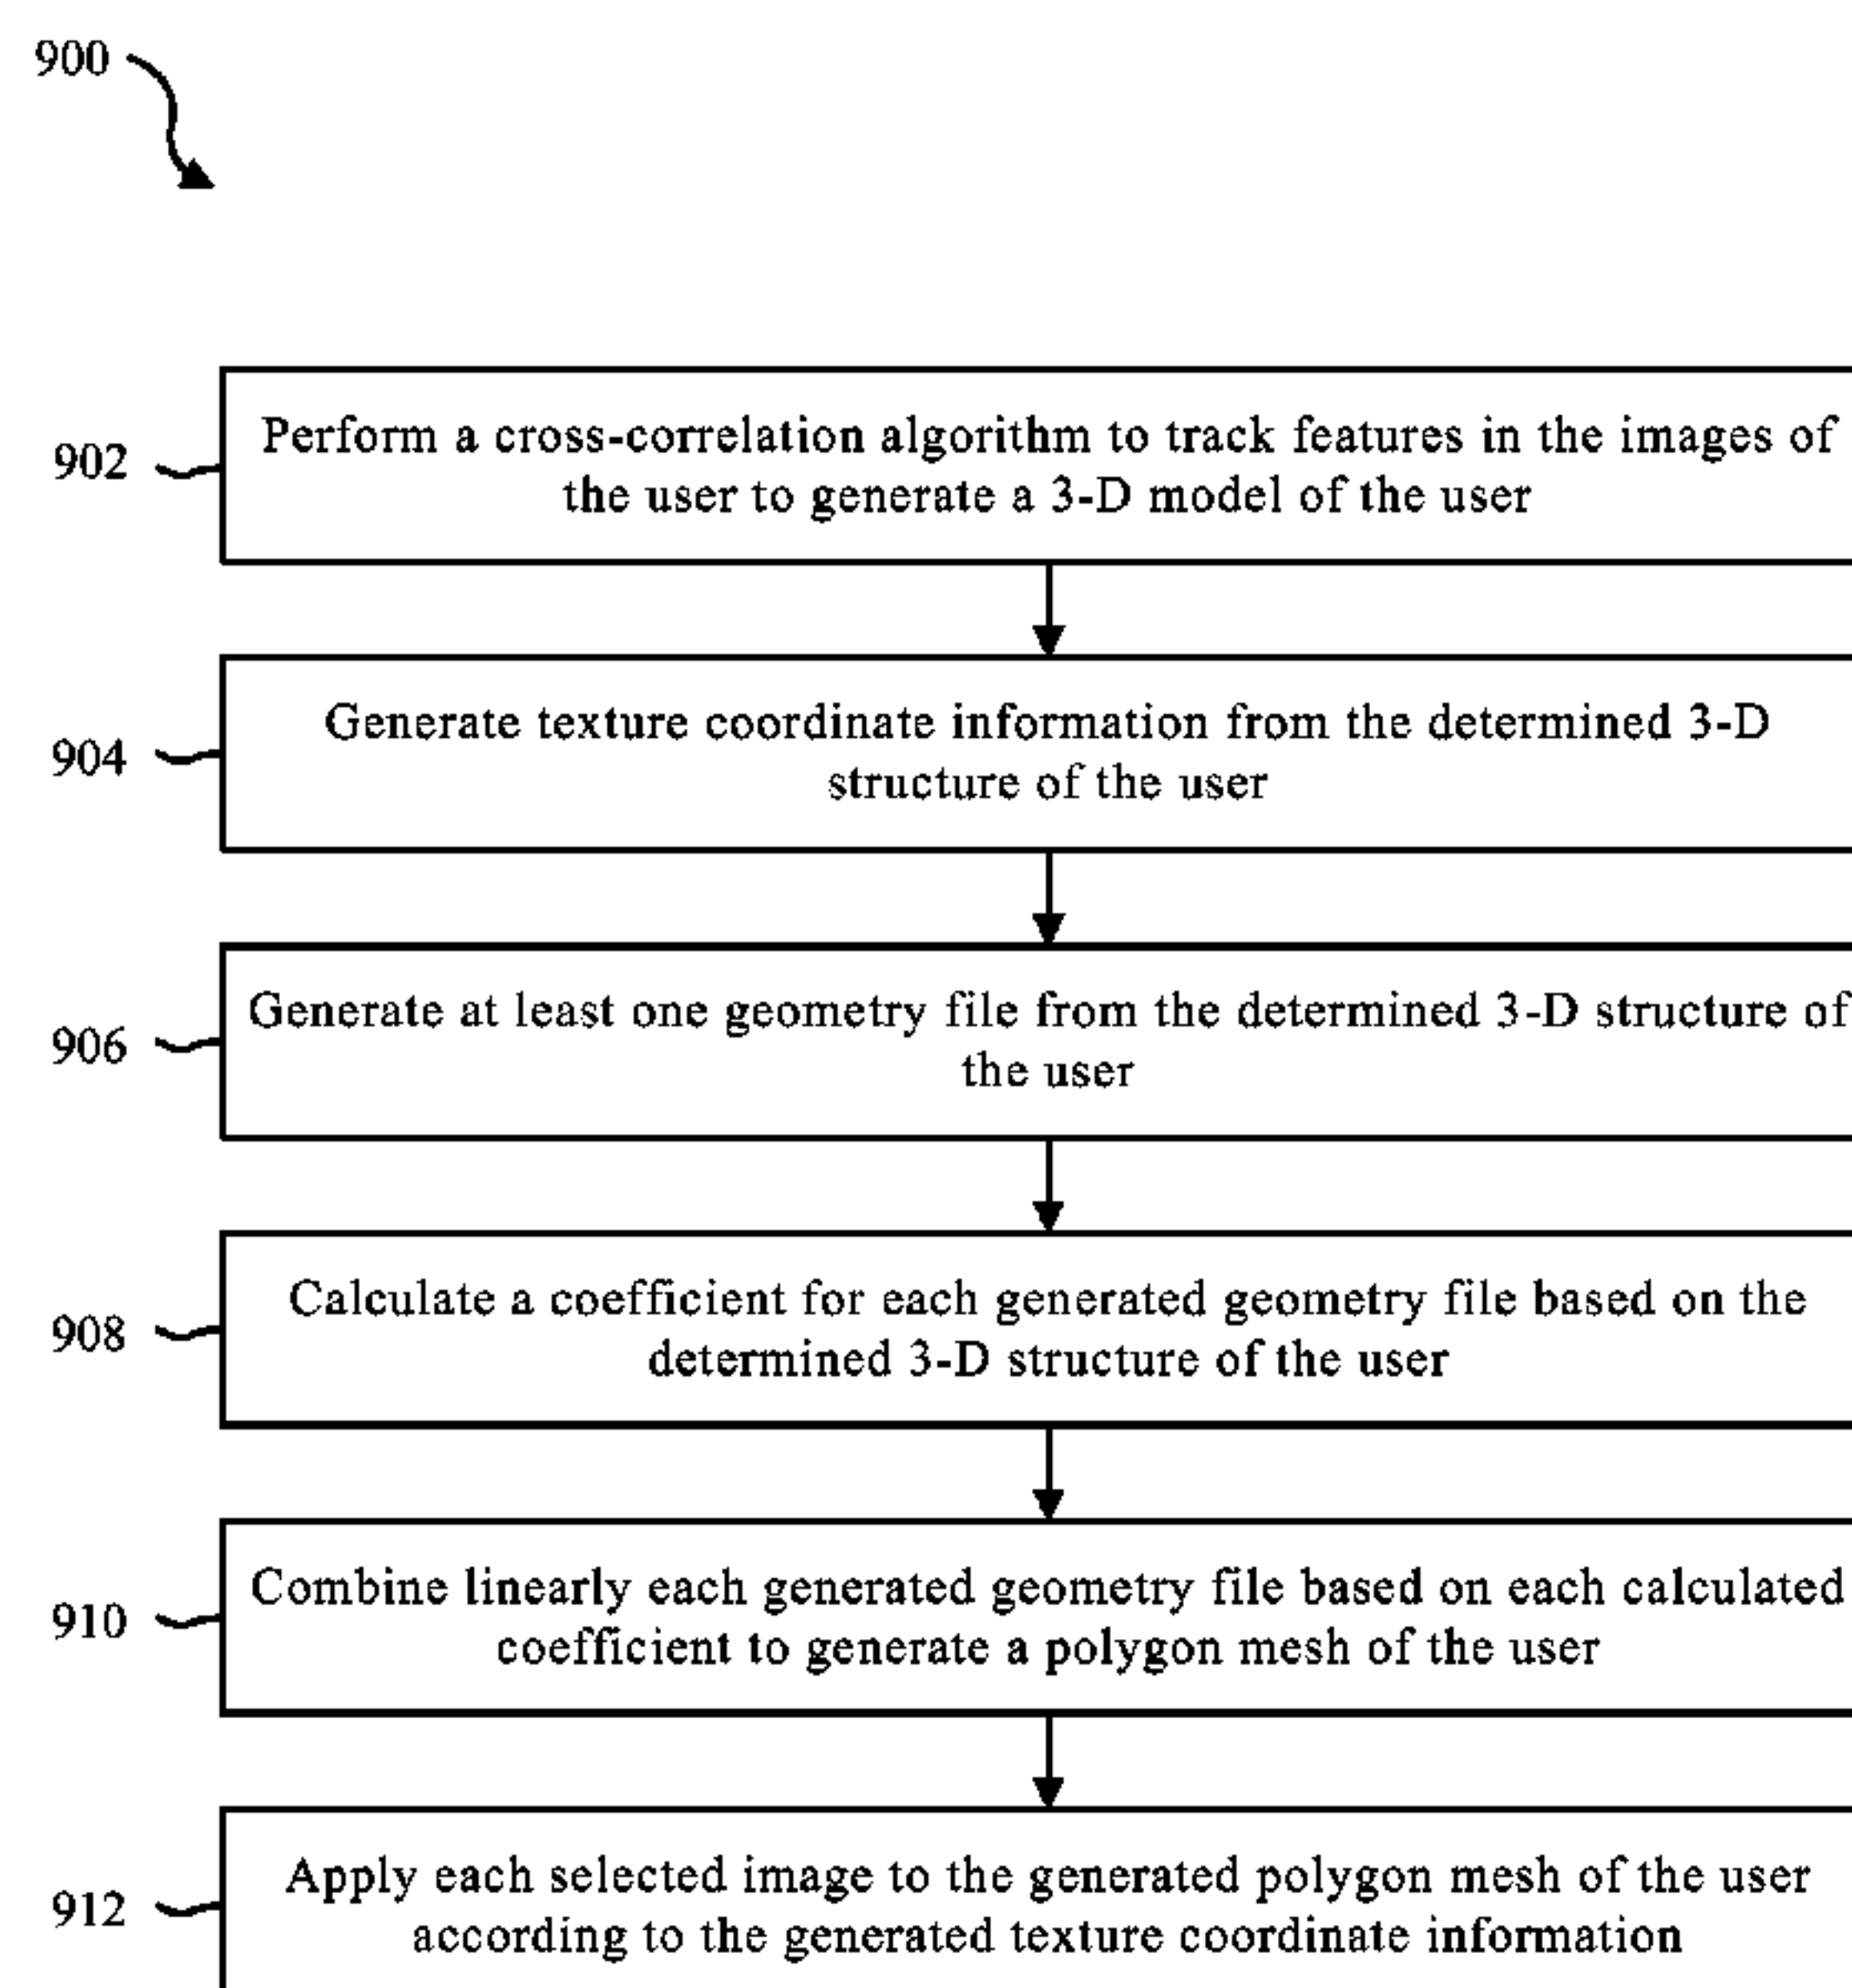 900
902
Perform a cross-correlation algorithm to track features in the images of
the user to generate a 3-D model of the user
904
Generate texture coordinate information from the determined 3-D
structure of the user
906
Generate at least one geometry file from the determined 3-D structure of
the user
908
Calculate a coefficient for each generated geometry file based on the
determined 3-D structure of the user
910
Combine linearly each generated geometry file based on each calculated
coefficient to generate a polygon mesh of the user
912
Apply each selected image to the generated polygon mesh of the user
according to the generated texture coordinate information